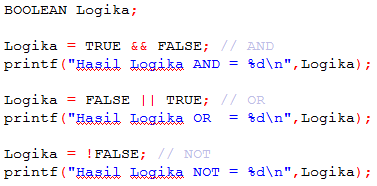 BOOLEAN Logika;
Logika = TRUE && FALSE; // AND
printf("Hasil Logika AND = %d\n",Logika);
Logika = FALSE || TRUE; // OR
printf("Hasil Logika OR  = %d\n",Logika);
Logika = !FALSE; // NOT
printf("Hasil Logika NOT = %d\n",Logika);